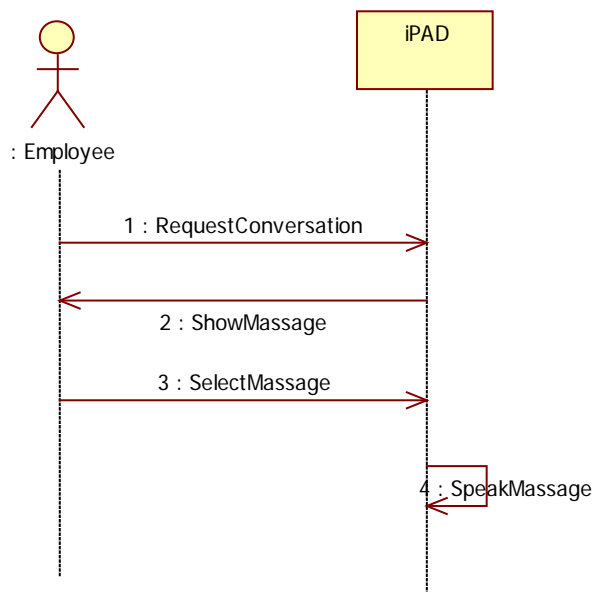 iPAD
: Employee
1 : RequestConversation
2 : ShowMassage
3 : SelectMassage
4 : SpeakMassage